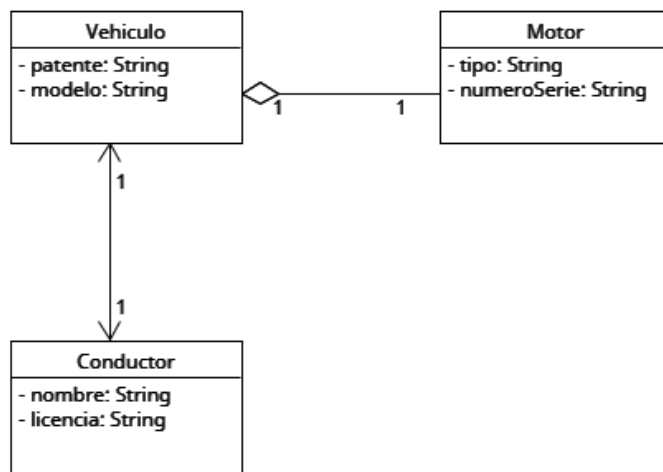 Vehiculo
- patente: String
- modelo: String
Motor
- tipo: String
- numeroSerie: String
1
1
1
1
Conductor
- nombre: String
- licencia: String